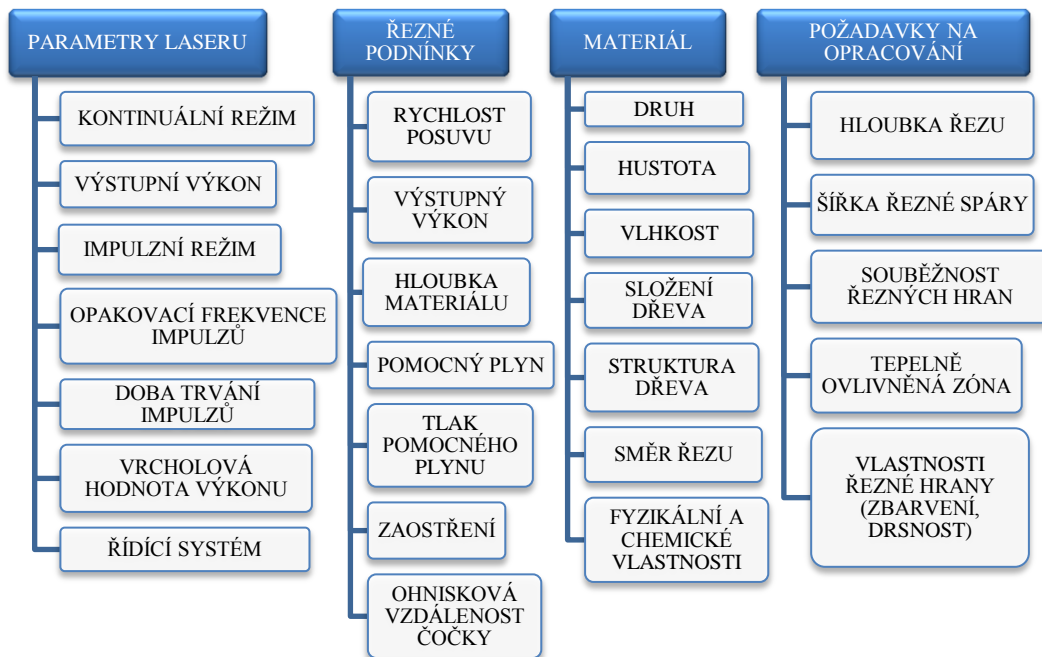 PARAMETRY LASERU
KONTINUÁLNÍ REŽIM
VÝSTUPNÍ VÝKON
IMPULZNÍ REŽIM
OPAKOVACÍ FREKVENCE
IMPULZŮ
DOBA TRVÁNÍ
IMPULZŮ
VRCHOLOVÁ
HODNOTA VÝKONU
ŘÍDÍCÍ SYSTÉM
ŘEZNÉ
PODNÍNKY
RYCHLOST
POSUVU
VÝSTUPNÝ
VÝKON
HLOUBKA
MATERIÁLU
POMOCNÝ PLYN
TLAK
POMOCNÉHO
PLYNU
ZAOSTŘENÍ
OHNISKOVÁ
VZDÁLENOST
ČOČKY
MATERIÁL
DRUH
HUSTOTA
VLHKOST
SLOŽENÍ
DŘEVA
STRUKTURA
DŘEVA
SMĚR ŘEZU
FYZIKÁLNÍ A
CHEMICKÉ
VLASTNOSTI
POŽADAVKY NA
OPRACOVÁNÍ
HLOUBKA ŘEZU
ŠÍŘKA ŘEZNÉ SPÁRY
SOUBĚŽNOST
ŘEZNÝCH HRAN
TEPELNĚ
OVLIVNĚNÁ ZÓNA
VLASTNOSTI
ŘEZNÉ HRANY
(ZBARVENÍ,
DRSNOST)